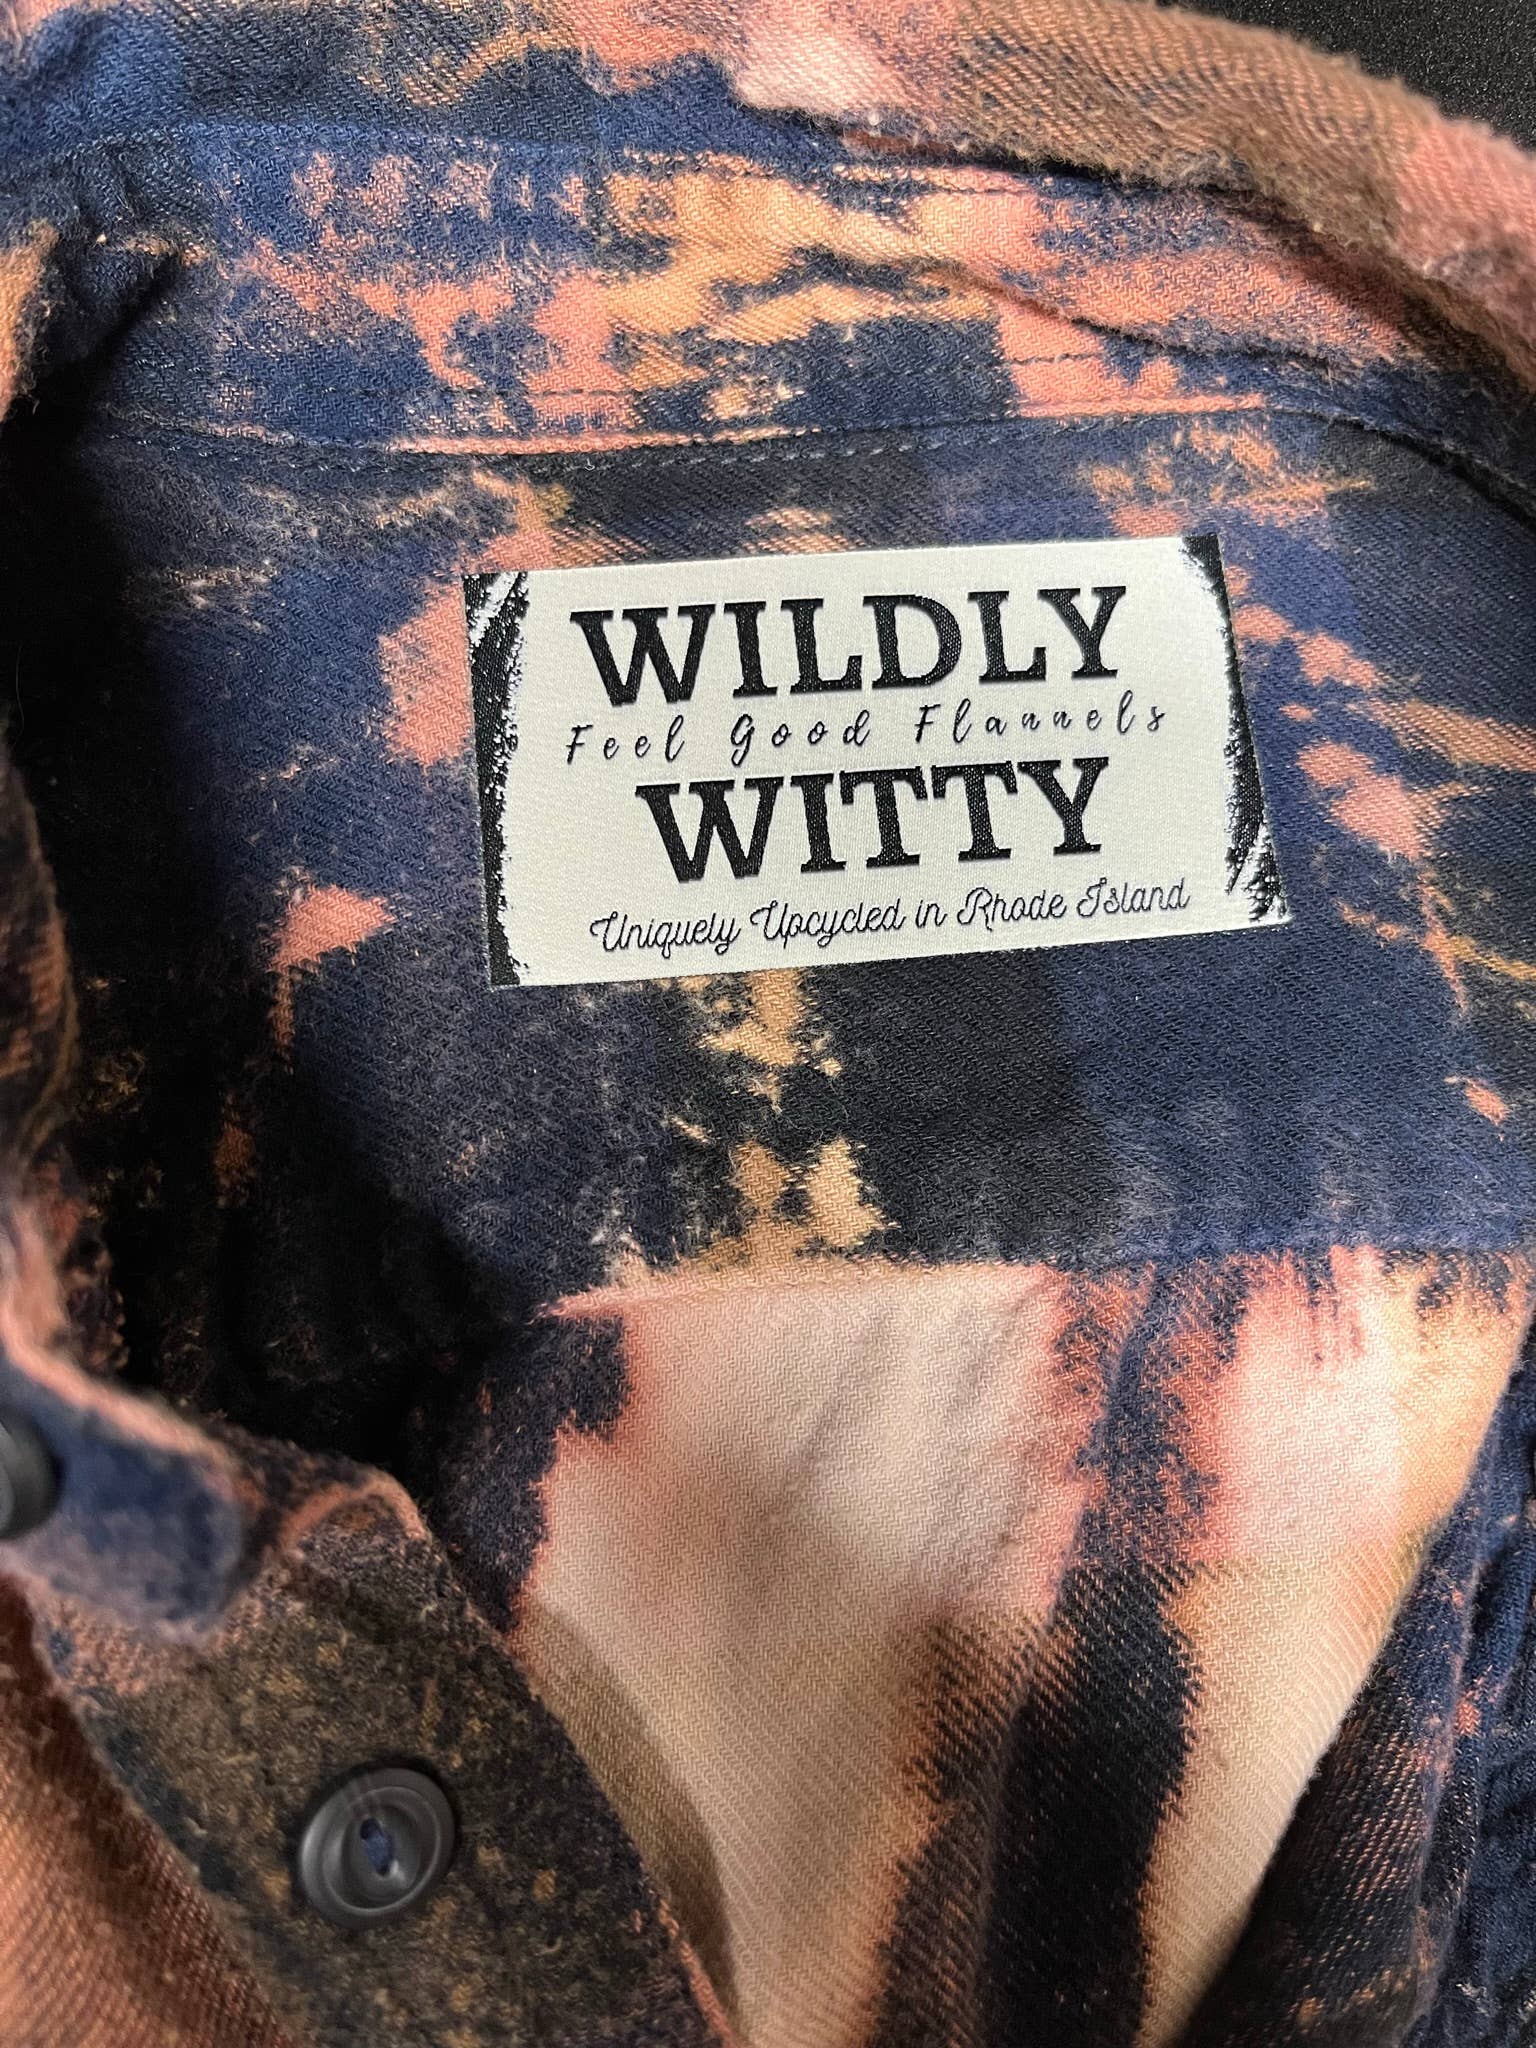 WILDLY
Feel Good Flannels
WITTY
Uniquely Upcycled in Rhode Island